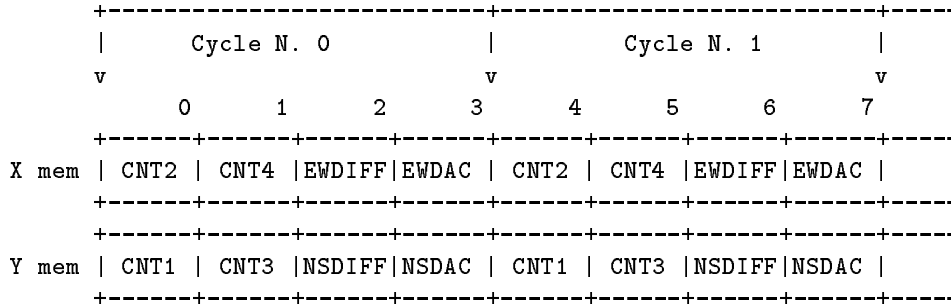 +---------------------------+---------------------------+-----
| Cycle N. 0 | Cycle N. 1 |
v v v
0 1 2 3 4 5 6 7
+------+------+------+------+------+------+------+------+-----
X mem | CNT2 | CNT4 |EWDIFF|EWDAC | CNT2 | CNT4 |EWDIFF|EWDAC |
+------+------+------+------+------+------+------+------+-----
+------+------+------+------+------+------+------+------+-----
Y mem | CNT1 | CNT3 |NSDIFF|NSDAC | CNT1 | CNT3 |NSDIFF|NSDAC |
+------+------+------+------+------+------+------+------+-----